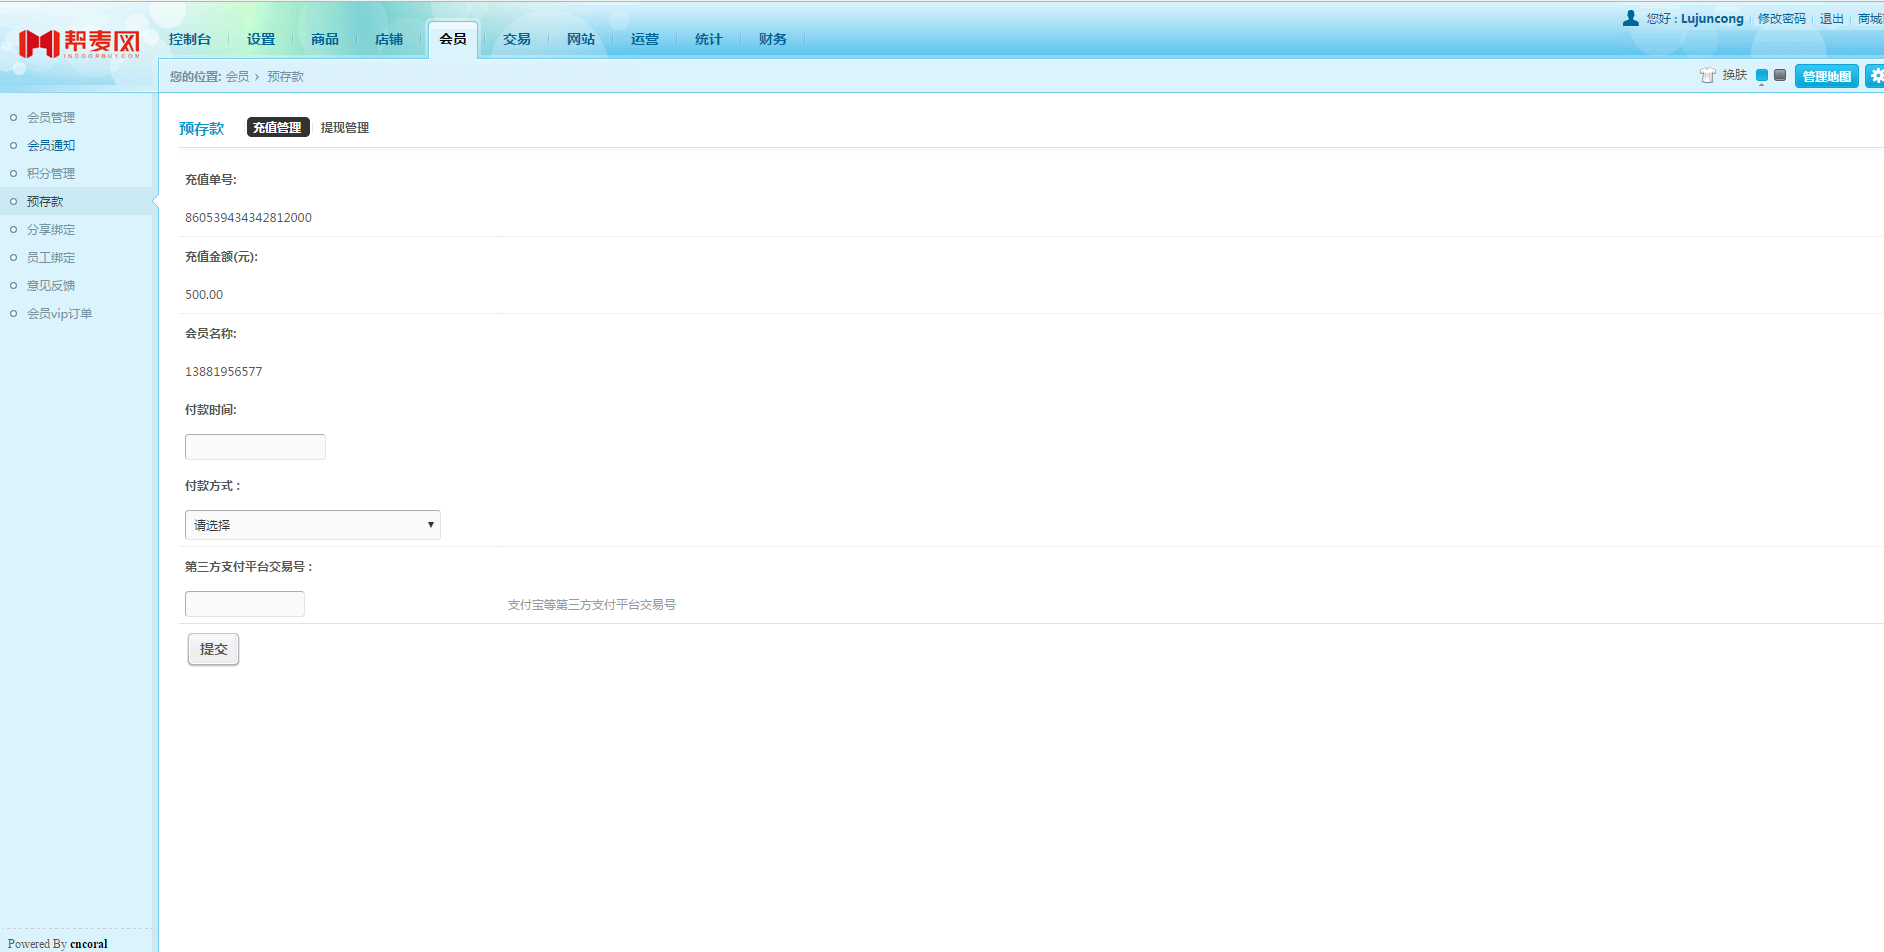 帮麦网
INDOORBUY.COM
控制台 设置 商品 店铺 会员 交易 网站 运营 统计 财务
您好 : Lujuncong 修改密码 退出 商城
您的位置: 会员 › 预存款
换肤 管理地图
会员管理
会员通知
积分管理
预存款
分享绑定
员工绑定
意见反馈
会员vip订单
预存款 充值管理 提现管理
充值单号:
860539434342812000
充值金额(元):
500.00
会员名称:
13881956577
付款时间:
付款方式 :
请选择
第三方支付平台交易号 :
支付宝等第三方支付平台交易号
提交
Powered By cncoral